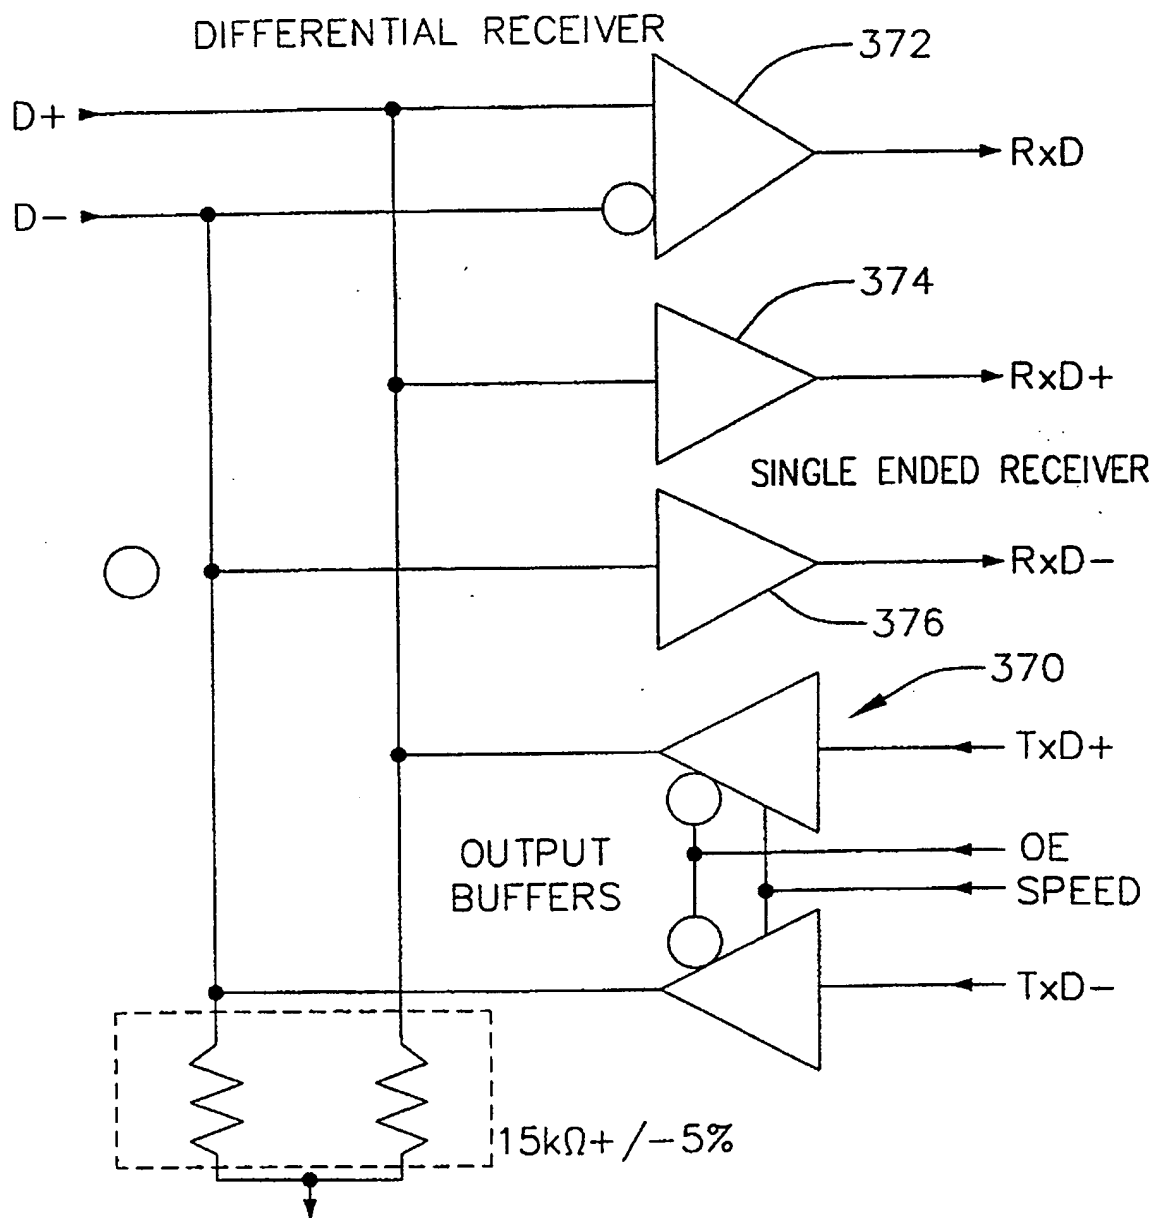 DIFFERENTIAL RECEIVER
372
D+
RxD
D-
374
RxD+
SINGLE ENDED RECEIVER
RxD-
376
370
TxD+
OUTPUT
BUFFERS
OE
SPEED
TxD-
15kΩ+/-5%